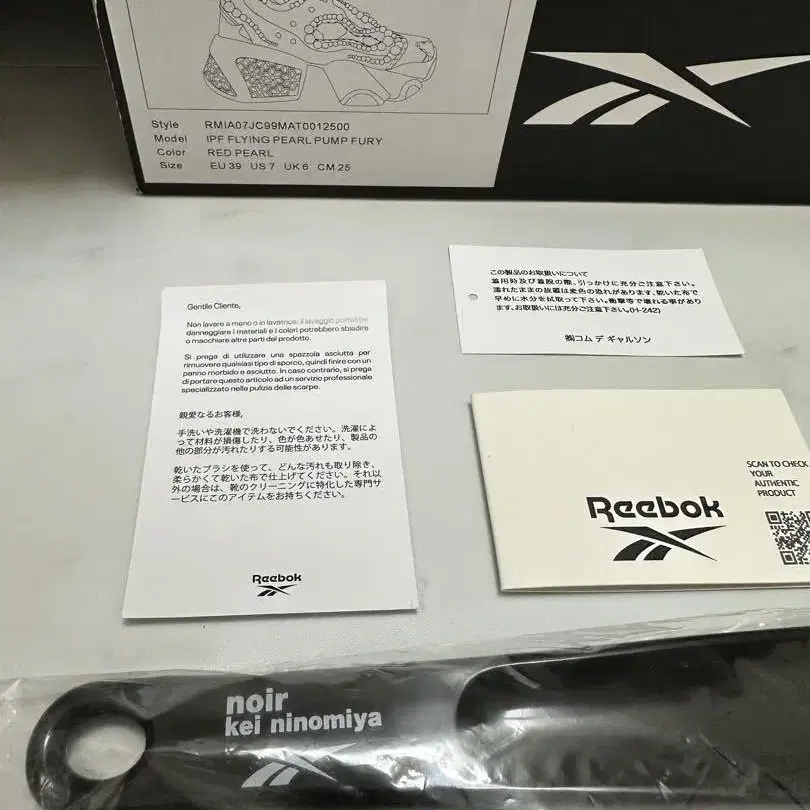 Style RMIA07JC99MAT0012500
Model IPF FLYING PEARL PUMP FURY
Color RED PEARL
Size EU 39 US 7 UK 6 CM 25
この製品のお取扱いについて
着用時及び着脱の際、引っかけに充分ご注意下さい。
濡れたままの放置は変色の恐れがあります。乾いた布で
早めに水分を拭取って下さい。衝撃等で壊れる事があり
ます。お取扱いには充分ご注意下さい。(H-242)
㈱コム デ ギャルソン
Gentile Cliente,
Non lavare a meno o in lavatrice: il lavaggio potrebbe
danneggiare i materiali e i colori potrebbero sbiadire
o macchiare altre parti del prodotto.
Si prega di utilizzare una spazzola asciutta per
rimuovere qualsiasi tipo di sporco, quindi finire con un
panno morbido e asciutto. In caso contrario, si prega
di portare questo articolo ad un servizio professionale
specializzato nella pulizia delle scarpe.
親愛なるお客様,
手洗いや洗濯機で洗わないでください。洗濯によ
って材料が損傷したり、色が色あせたり、製品の
他の部分が汚れたりする可能性があります。
乾いたブラシを使って、どんな汚れも取り除き、
柔らかくて乾いた布で仕上げてください。それ以
外の場合は、靴のクリーニングに特化した専門サ
ービスにこのアイテムをお持ちください。
Reebok
SCAN TO CHECK
YOUR
AUTHENTIC
PRODUCT
Reebok
noir
kei ninomiya